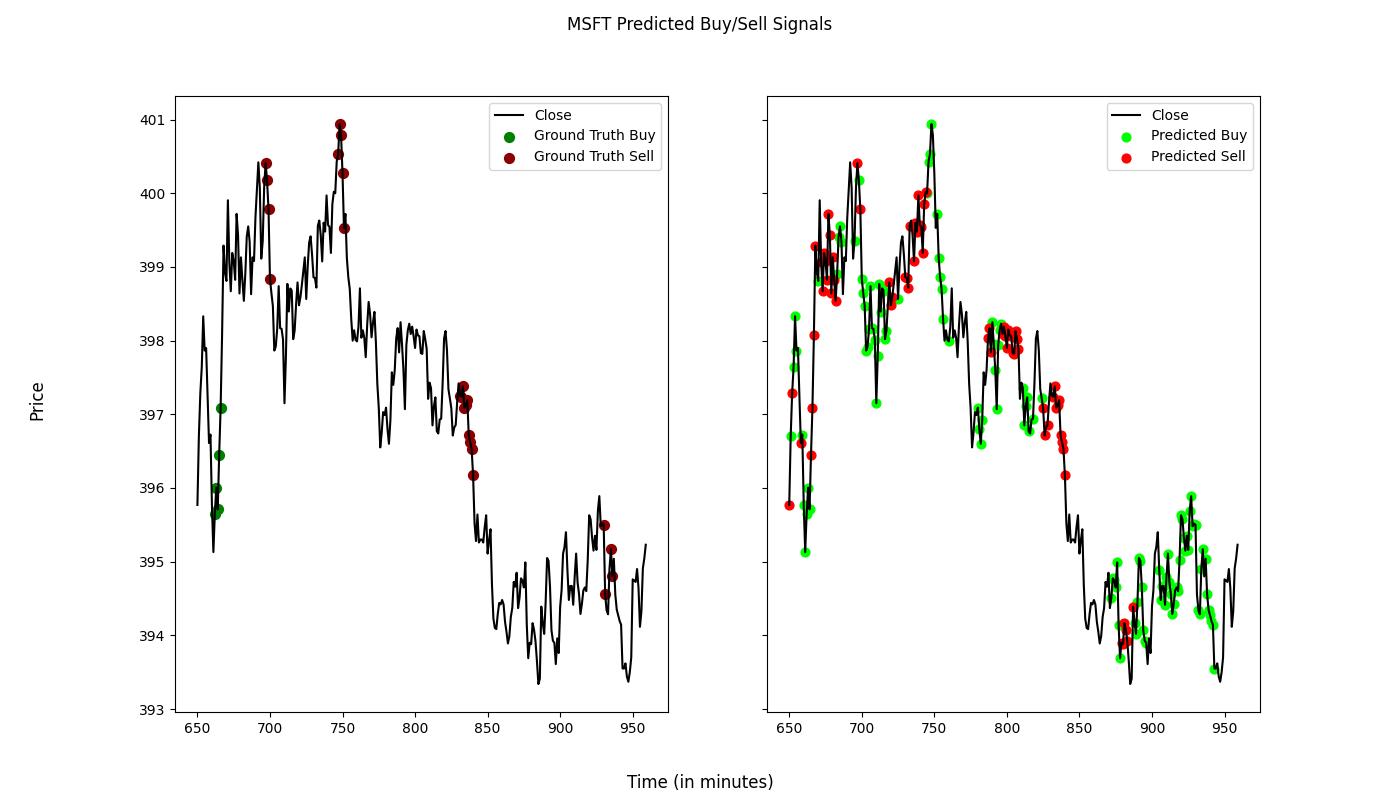 MSFT Predicted Buy/Sell Signals
Price
401
400
399
398
397
396
395
394
393
Close
Ground Truth Buy
Ground Truth Sell
650 700 750 800 850 900 950
Close
Predicted Buy
Predicted Sell
650 700 750 800 850 900 950
Time (in minutes)